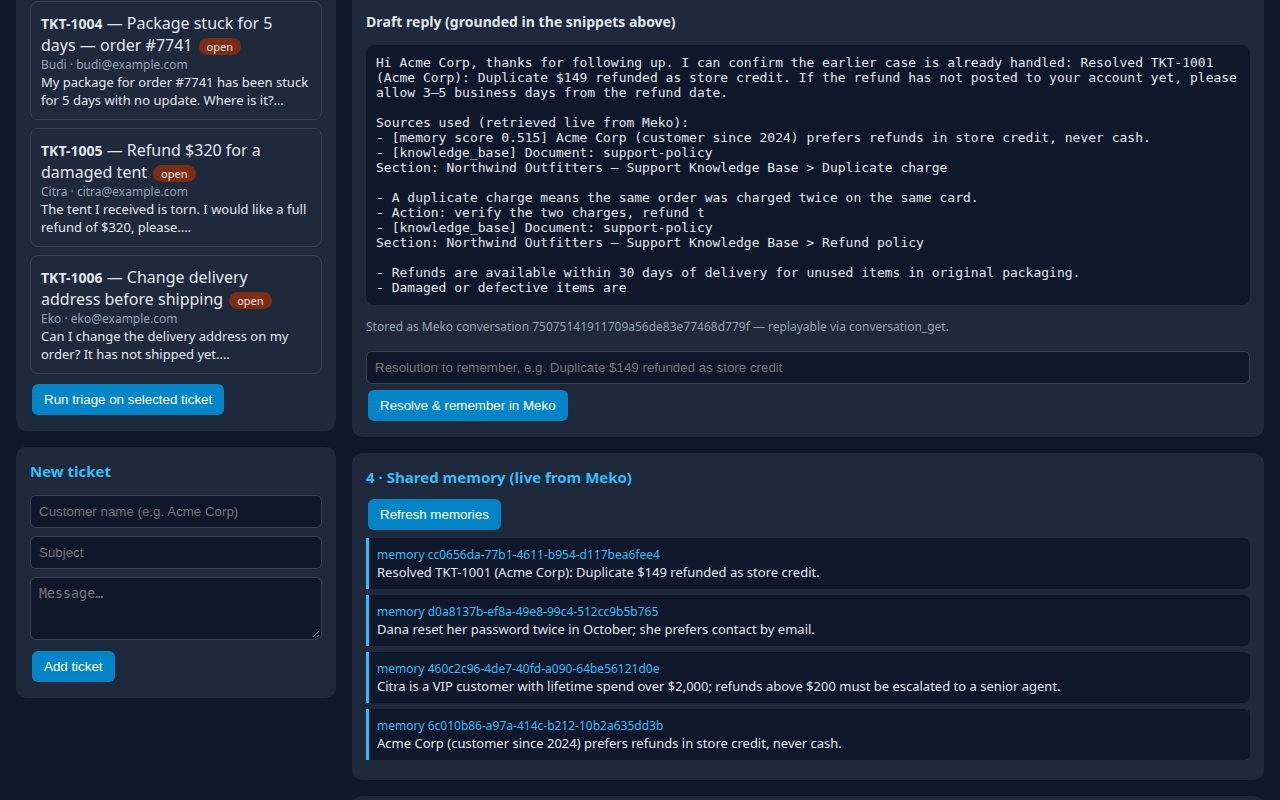 TKT-1004 — Package stuck for 5
days — order #7741 open
Budi · budi@example.com
My package for order #7741 has been stuck
for 5 days with no update. Where is it?...
TKT-1005 — Refund $320 for a
damaged tent open
Citra · citra@example.com
The tent I received is torn. I would like a full
refund of $320, please....
TKT-1006 — Change delivery
address before shipping open
Eko · eko@example.com
Can I change the delivery address on my
order? It has not shipped yet....
Run triage on selected ticket
New ticket
Customer name (e.g. Acme Corp)
Subject
Message…
Add ticket
Draft reply (grounded in the snippets above)
Hi Acme Corp, thanks for following up. I can confirm the earlier case is already handled: Resolved TKT-1001
(Acme Corp): Duplicate $149 refunded as store credit. If the refund has not posted to your account yet, please
allow 3–5 business days from the refund date.
Sources used (retrieved live from Meko):
- [memory score 0.515] Acme Corp (customer since 2024) prefers refunds in store credit, never cash.
- [knowledge_base] Document: support-policy
Section: Northwind Outfitters — Support Knowledge Base > Duplicate charge
- A duplicate charge means the same order was charged twice on the same card.
- Action: verify the two charges, refund t
- [knowledge_base] Document: support-policy
Section: Northwind Outfitters — Support Knowledge Base > Refund policy
- Refunds are available within 30 days of delivery for unused items in original packaging.
- Damaged or defective items are
Stored as Meko conversation 75075141911709a56de83e77468d779f — replayable via conversation_get.
Resolution to remember, e.g. Duplicate $149 refunded as store credit
Resolve & remember in Meko
4 · Shared memory (live from Meko)
Refresh memories
memory cc0656da-77b1-4611-b954-d117bea6fee4
Resolved TKT-1001 (Acme Corp): Duplicate $149 refunded as store credit.
memory d0a8137b-ef8a-49e8-99c4-512cc9b5b765
Dana reset her password twice in October; she prefers contact by email.
memory 460c2c96-4de7-40fd-a090-64be56121d0e
Citra is a VIP customer with lifetime spend over $2,000; refunds above $200 must be escalated to a senior agent.
memory 6c010b86-a97a-414c-b212-10b2a635dd3b
Acme Corp (customer since 2024) prefers refunds in store credit, never cash.